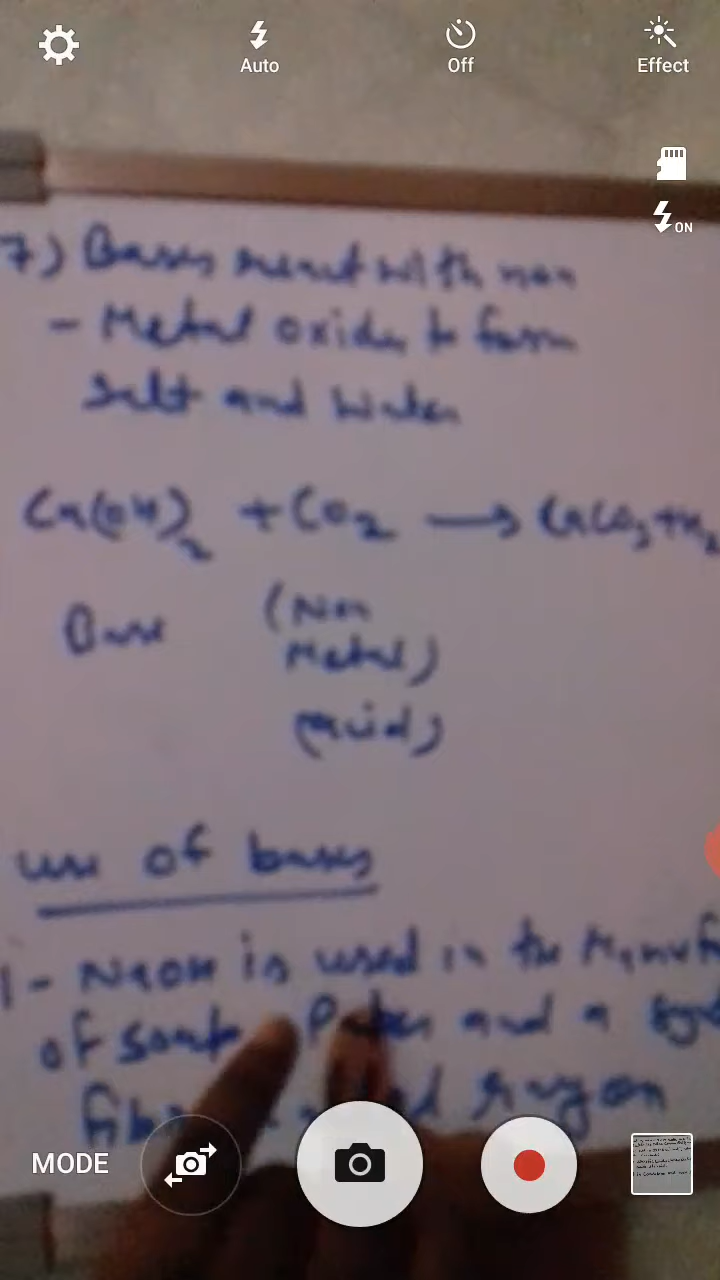 Auto
Off
Effect
ON
7) Bases react with non
- Metal oxide to form
Salt and water
Ca(OH)2 + CO2 → CaCO3 + H2
Base (Non
Metal)
(acid)
use of bases
1 - NaOH is used in the Manuf
of soap Paper and a
rayon
MODE